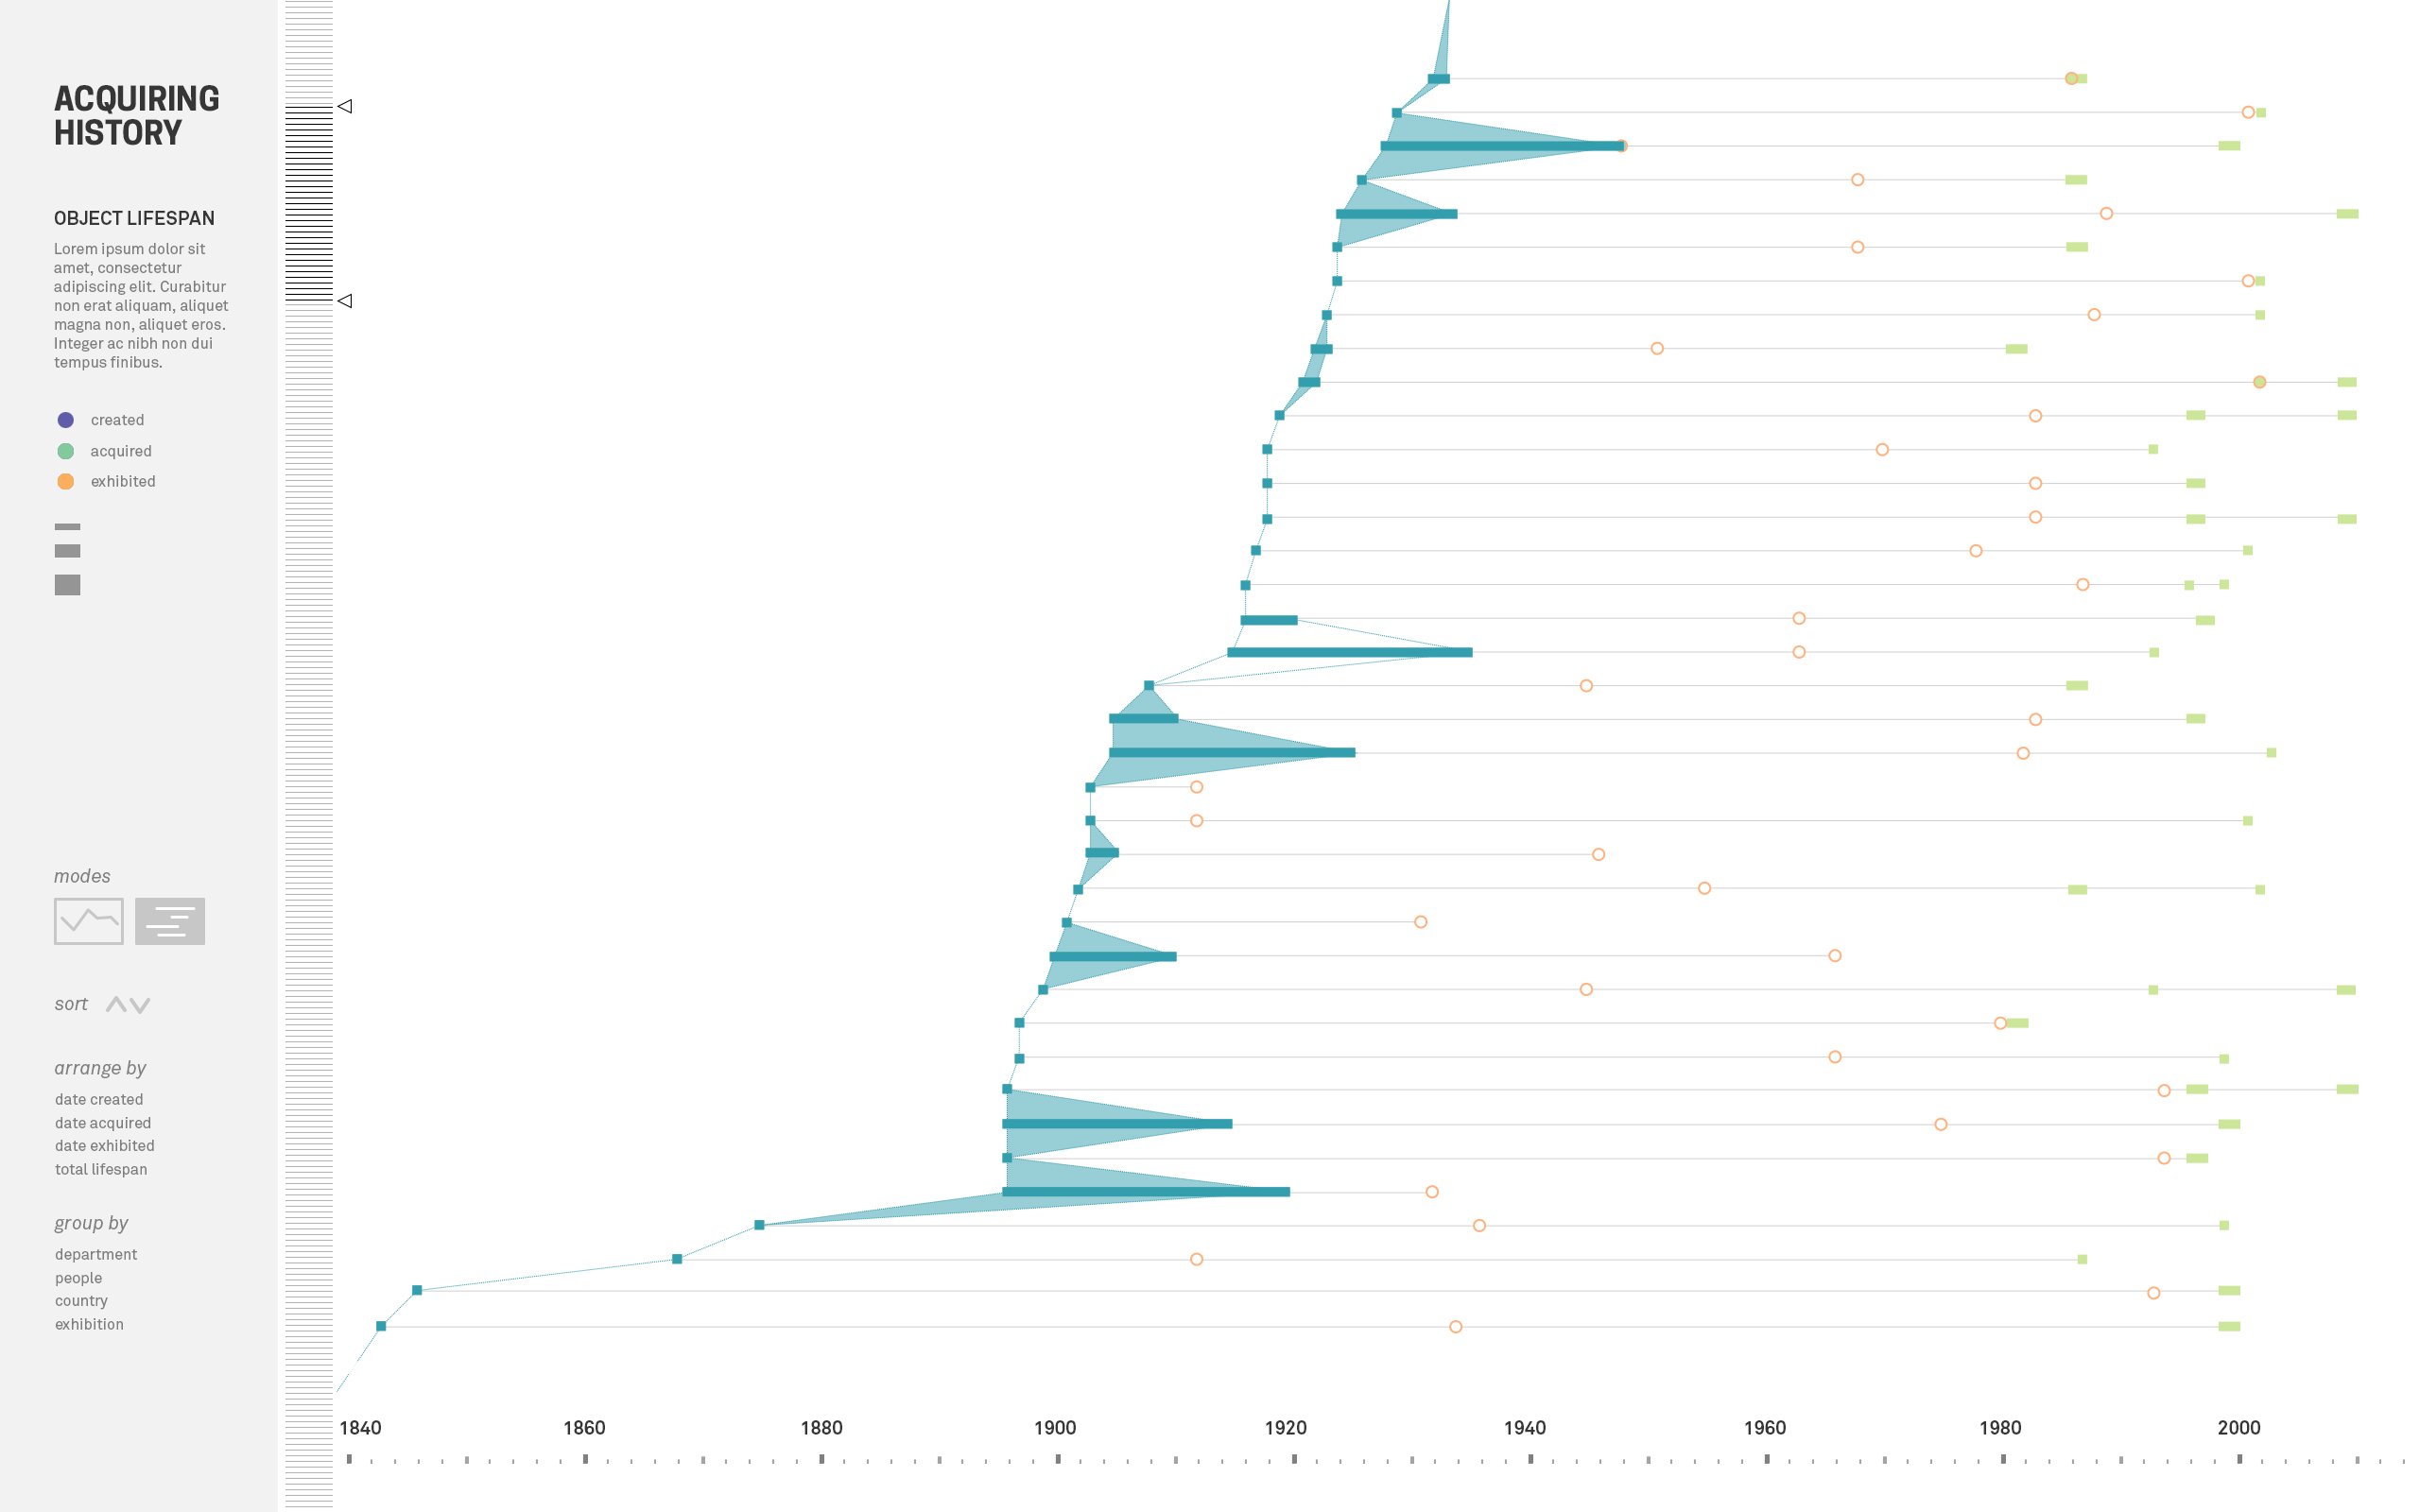 ACQUIRING
HISTORY
OBJECT LIFESPAN
Lorem ipsum dolor sit
amet, consectetur
adipiscing elit. Curabitur
non erat aliquam, aliquet
magna non, aliquet eros.
Integer ac nibh non dui
tempus finibus.
created
acquired
exhibited
modes
sort
arrange by
date created
date acquired
date exhibited
total lifespan
group by
department
people
country
exhibition
1840 1860 1880 1900 1920 1940 1960 1980 2000